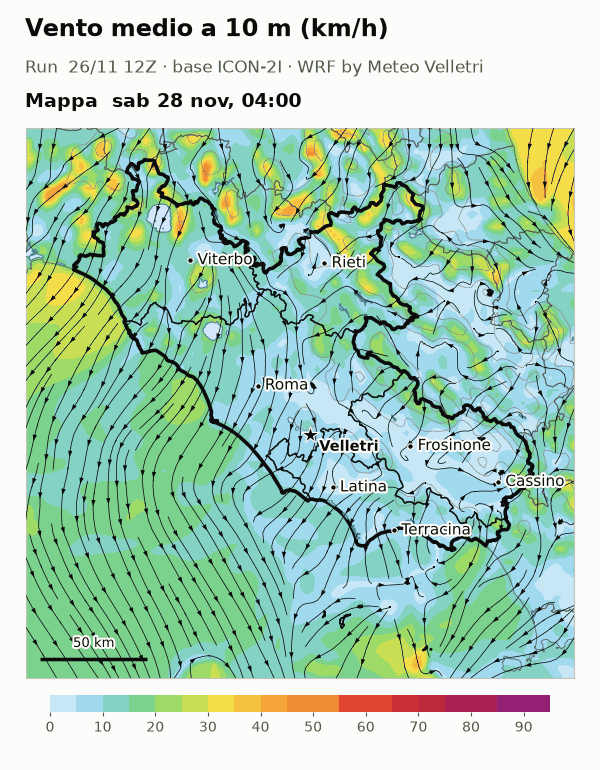 Vento medio a 10 m (km/h)
Run  26/11 12Z · base ICON-2I · WRF by Meteo Velletri
Mappa  sab 28 nov, 04:00
Viterbo
Rieti
Roma
Velletri
Frosinone
Latina
Cassino
Terracina
50 km
0 10 20 30 40 50 60 70 80 90